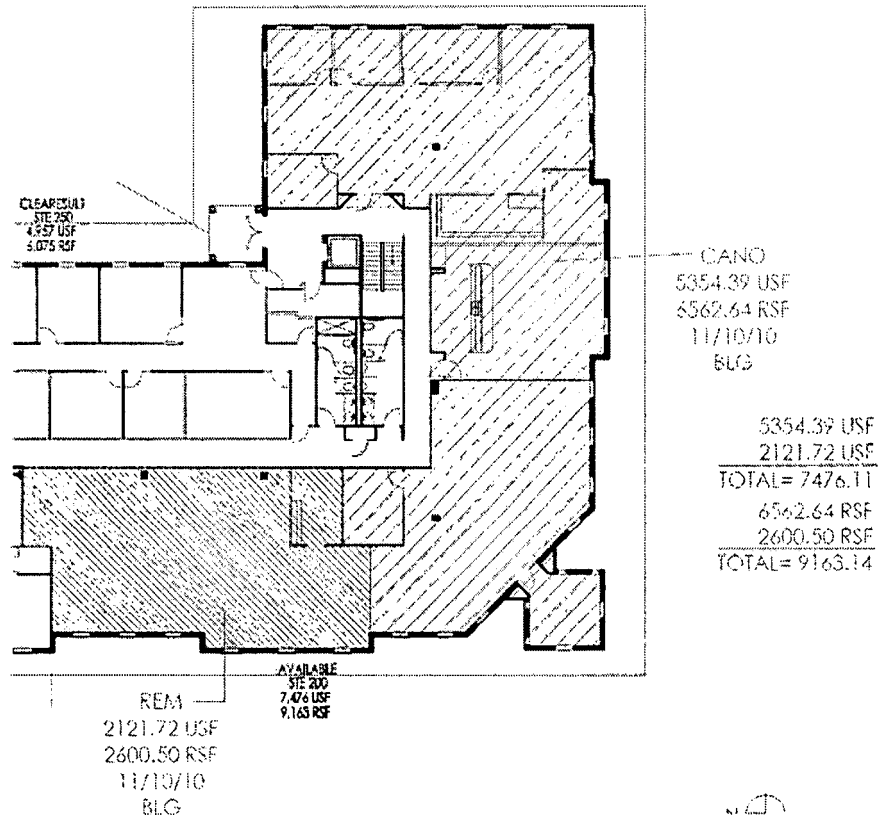 CLEARESULT
STE 250
4,957 USF
6,075 RSF
CANO
5354.39 USF
6562.64 RSF
11/10/10
BLG
5354.39 USF
2121.72 USF
TOTAL= 7476.11
6562.64 RSF
2600.50 RSF
TOTAL= 9163.14
AVAILABLE
STE 200
7,476 USF
9,163 RSF
REM
2121.72 USF
2600.50 RSF
11/10/10
BLG
N